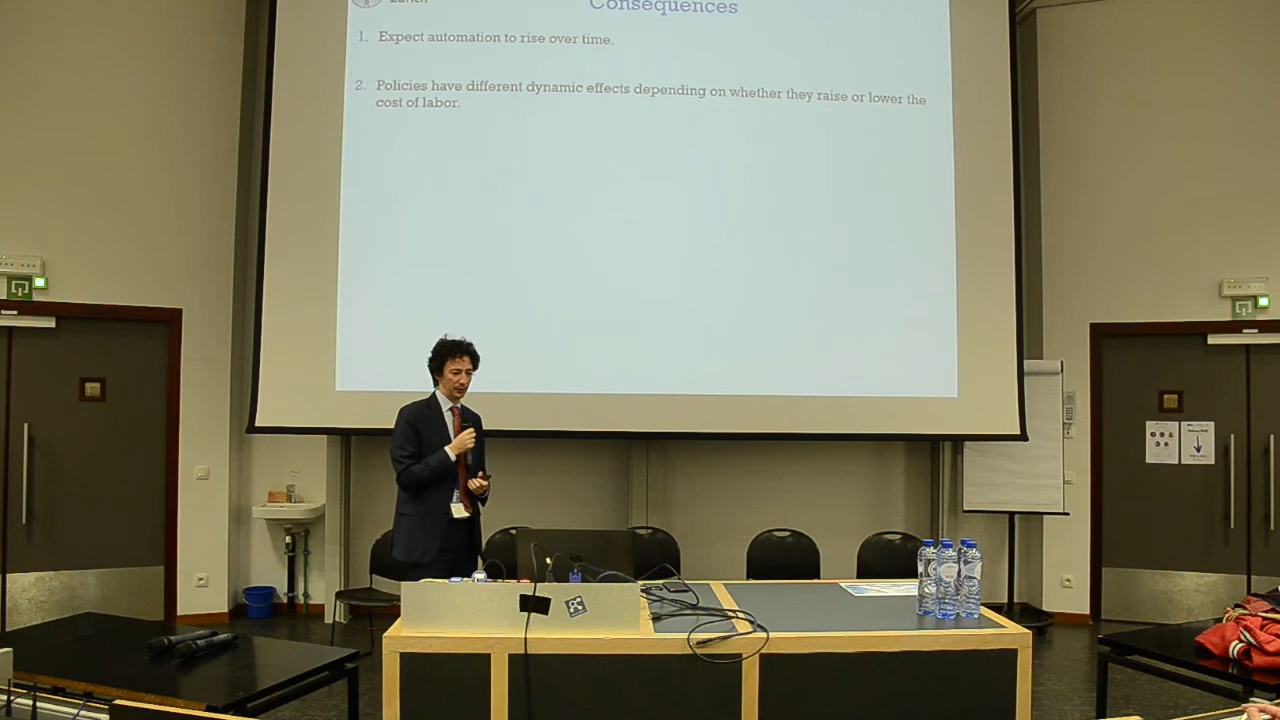 Zürich
Consequences
1. Expect automation to rise over time.
2. Policies have different dynamic effects depending on whether they raise or lower the
cost of labor.